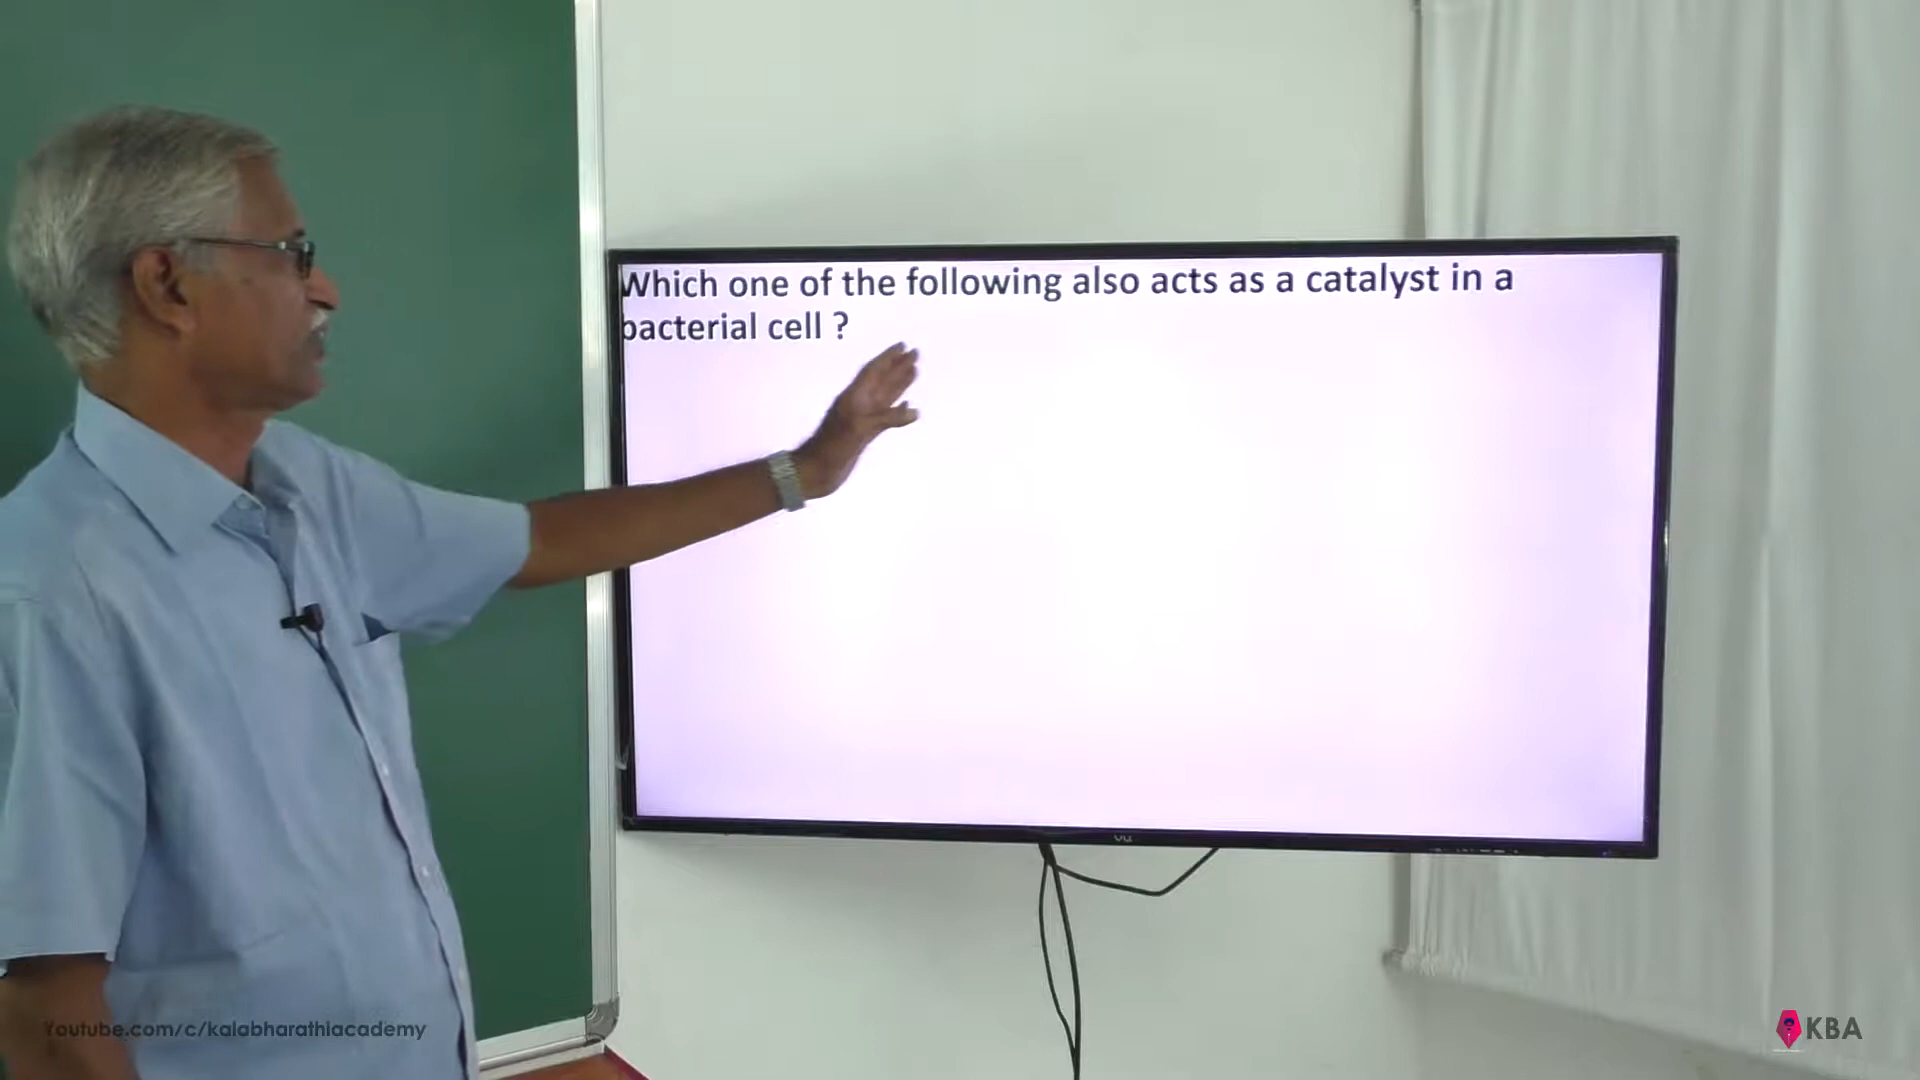 Which one of the following also acts as a catalyst in a
bacterial cell ?
Youtube.com/c/kalabharathiacademy
KBA